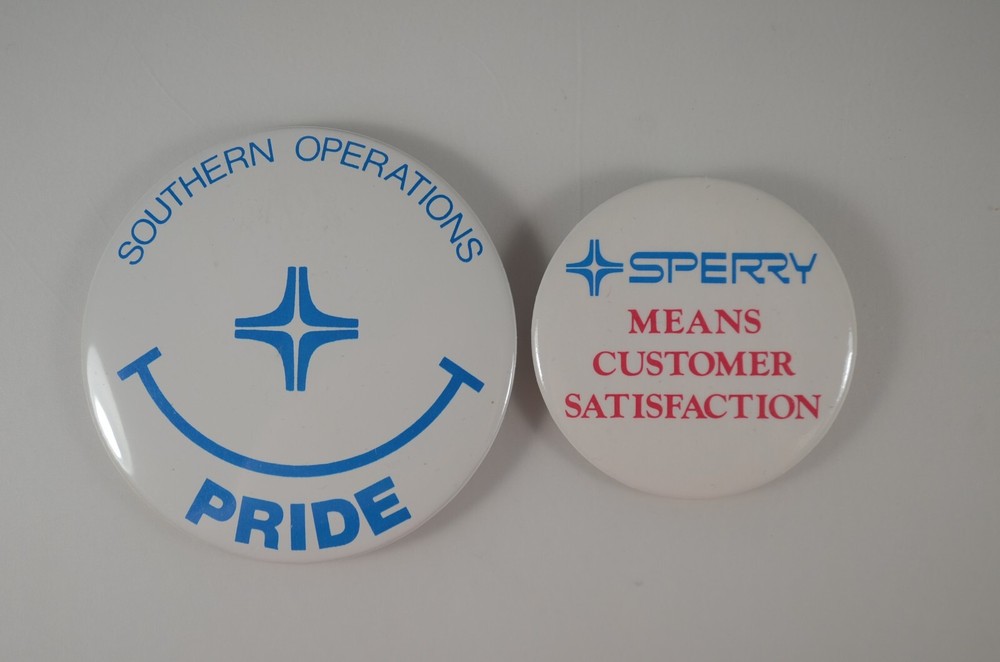 SOUTHERN OPERATIONS
PRIDE
SPERRY
MEANS
CUSTOMER
SATISFACTION